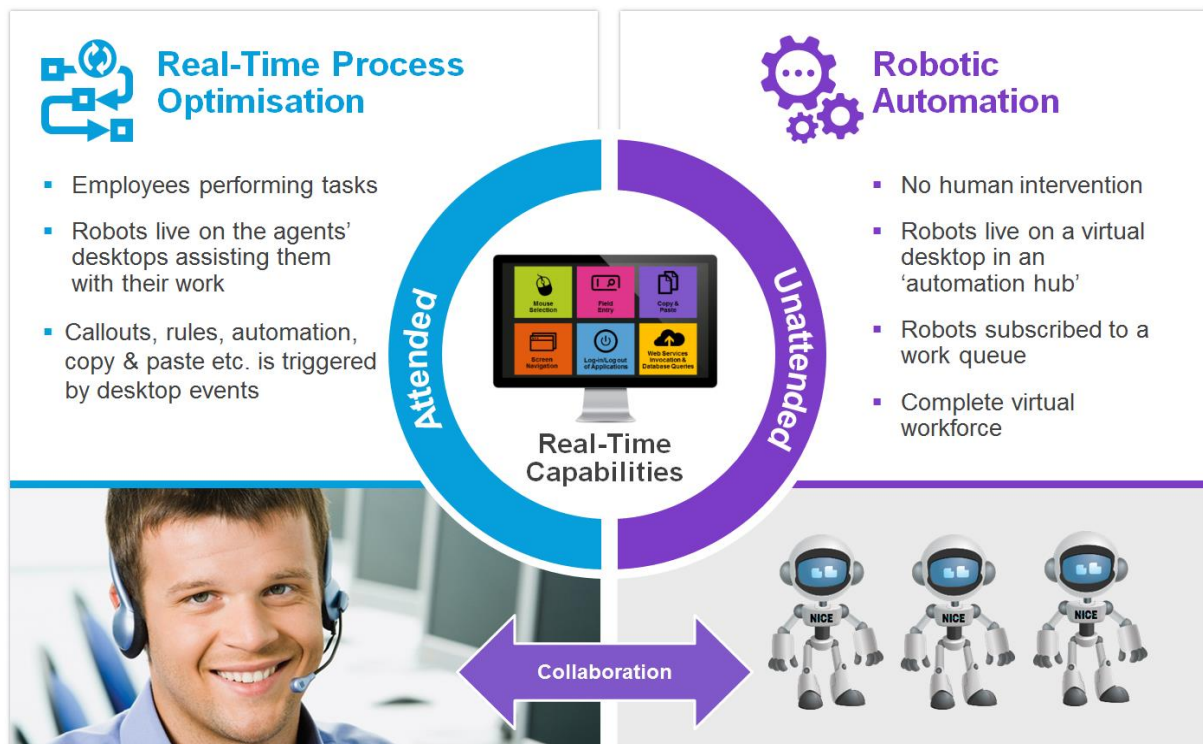 Real-Time Process
Optimisation
Employees performing tasks
Robots live on the agents’
desktops assisting them
with their work
Callouts, rules, automation,
copy & paste etc. is triggered
by desktop events
Robotic
Automation
No human intervention
Robots live on a virtual
desktop in an
‘automation hub’
Robots subscribed to a
work queue
Complete virtual
workforce
Attended
Unattended
Mouse
Selection
Field
Entry
Copy &
Paste
Screen
Navigation
Log-in/Log out
of Applications
Web Services
Invocation &
Database Queries
Real-Time
Capabilities
Collaboration
NICE
NICE
NICE